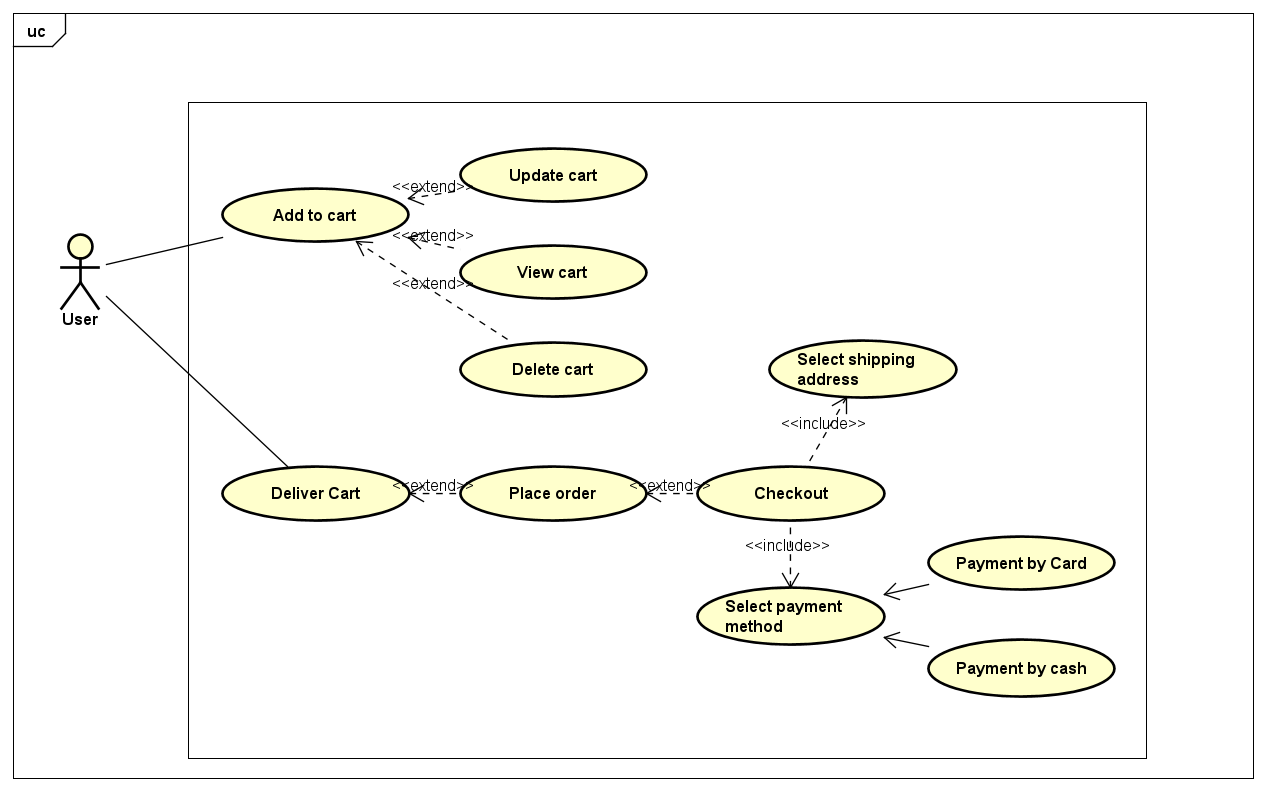 uc
Update cart
<<extend>>
Add to cart
<<extend>>
View cart
<<extend>>
User
Delete cart
Select shipping
address
<<include>>
Deliver Cart
<<extend>>
Place order
<<extend>>
Checkout
<<include>>
Payment by Card
Select payment
method
Payment by cash